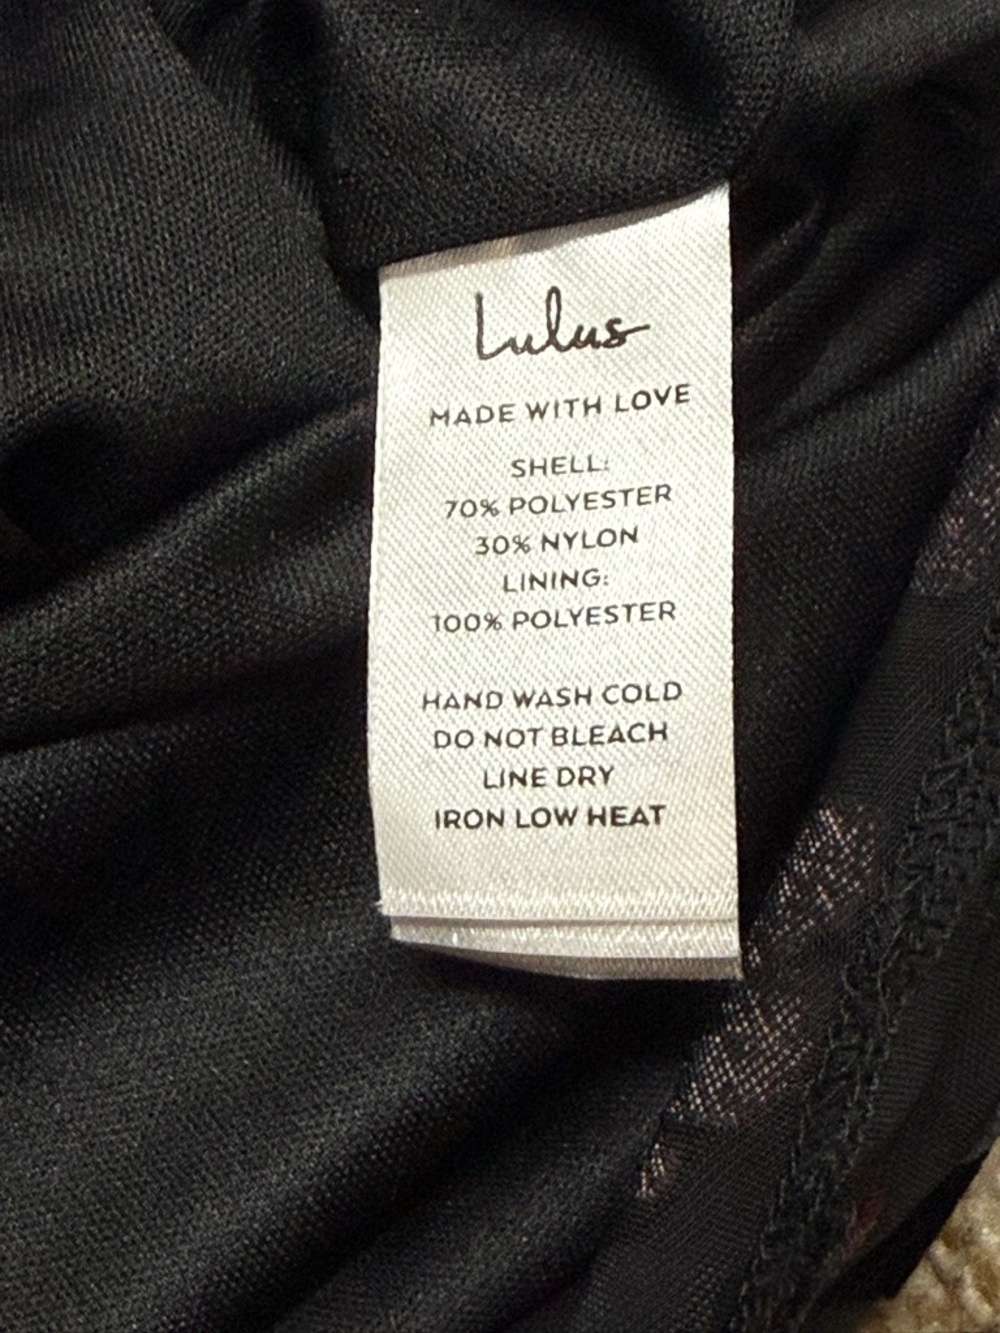 Lulus
MADE WITH LOVE
SHELL:
70% POLYESTER
30% NYLON
LINING:
100% POLYESTER
HAND WASH COLD
DO NOT BLEACH
LINE DRY
IRON LOW HEAT